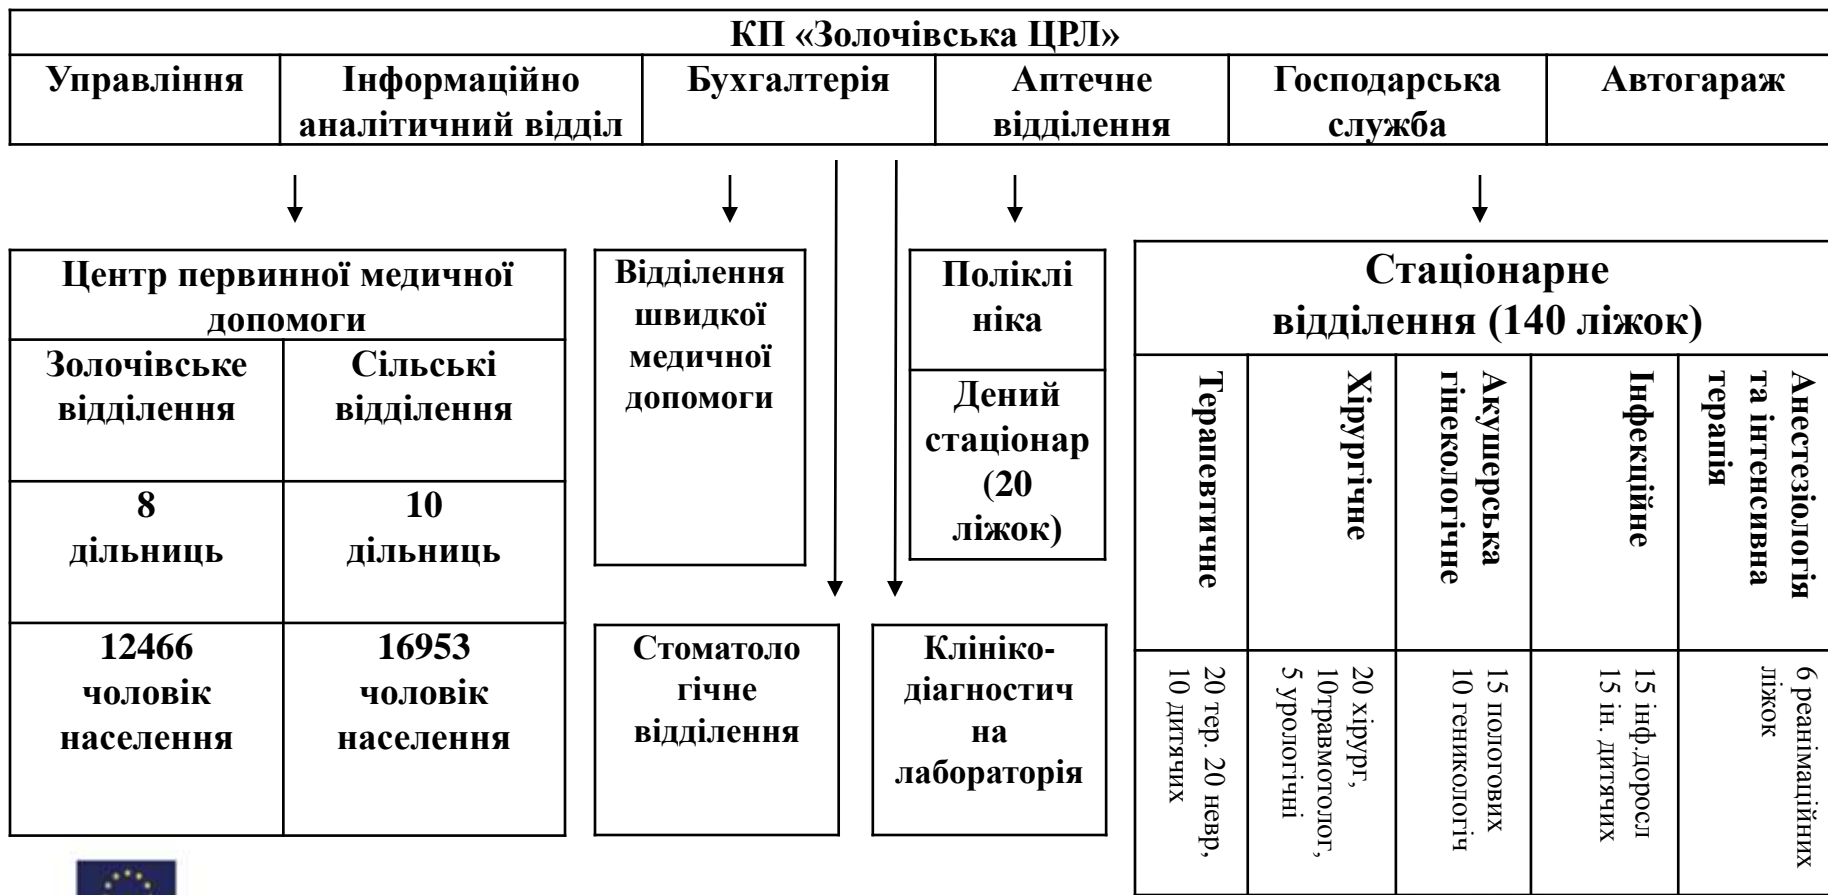 КП «Золочівська ЦРЛ»
Управління
Інформаційно
аналітичний відділ
Бухгалтерія
Аптечне
відділення
Господарська
служба
Автогараж
Центр первинної медичної
допомоги
Золочівське
відділення
Сільські
відділення
8
дільниць
10
дільниць
12466
чоловік
населення
16953
чоловік
населення
Відділення
швидкої
медичної
допомоги
Стоматоло
гічне
відділення
Поліклі
ніка
Дений
стаціонар
(20
ліжок)
Клініко-
діагностич
на
лабораторія
Стаціонарне
відділення (140 ліжок)
Терапевтичне
Хірургічне
Акушерська
гінекологічне
Інфекційне
Анестезіологія
та інтенсивна
терапія
20 тер. 20 невр,
10 дитячих
20 хірург,
10травмотолог,
5 урологічні
15 пологових
10 геникологіч
15 інф.доросл
15 ін. дитячих
6 реанімаційних
ліжок